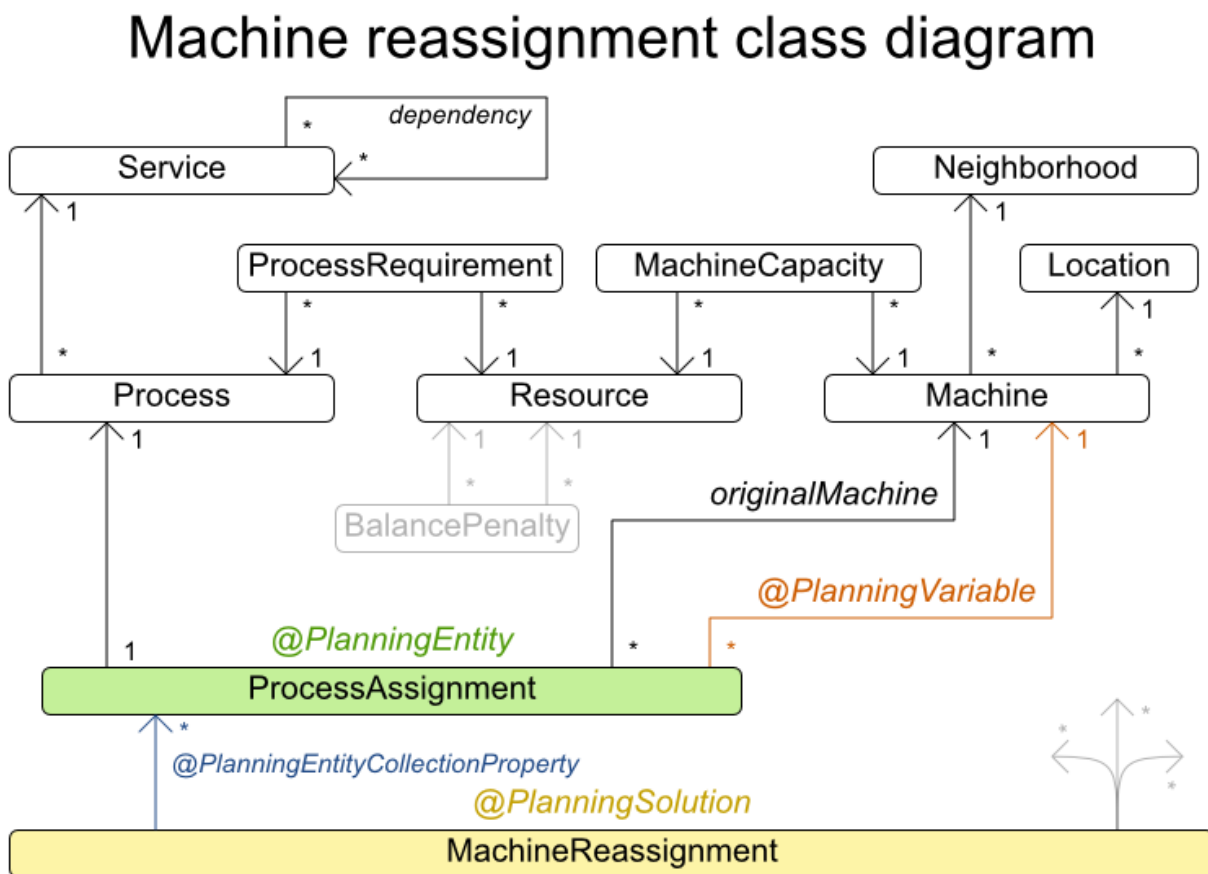 Machine reassignment class diagram
* dependency
Service * Neighborhood
1 1
ProcessRequirement MachineCapacity Location
* * * * 1
* 1 1 1 1 * *
Process Resource Machine
1 1 1 1 1
* * originalMachine
BalancePenalty
@PlanningVariable
@PlanningEntity
1 * *
ProcessAssignment
* * *
@PlanningEntityCollectionProperty *
@PlanningSolution
MachineReassignment